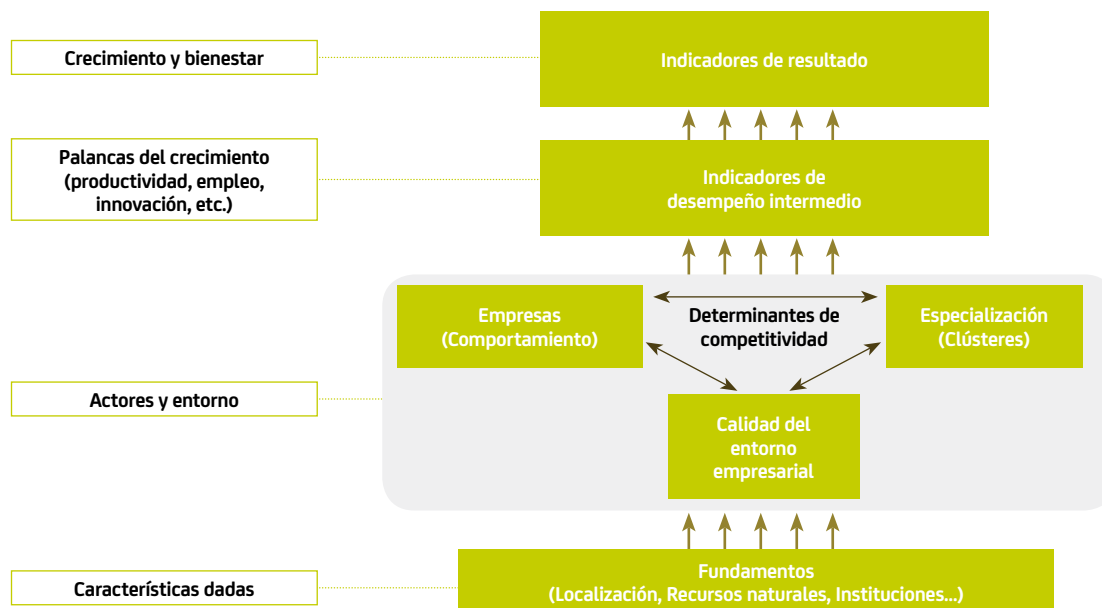 Crecimiento y bienestar
Indicadores de resultado
Palancas del crecimiento
(productividad, empleo,
innovación, etc.)
Indicadores de
desempeño intermedio
Empresas
(Comportamiento)
Determinantes de
competitividad
Especialización
(Clústeres)
Actores y entorno
Calidad del
entorno
empresarial
Características dadas
Fundamentos
(Localización, Recursos naturales, Instituciones...)